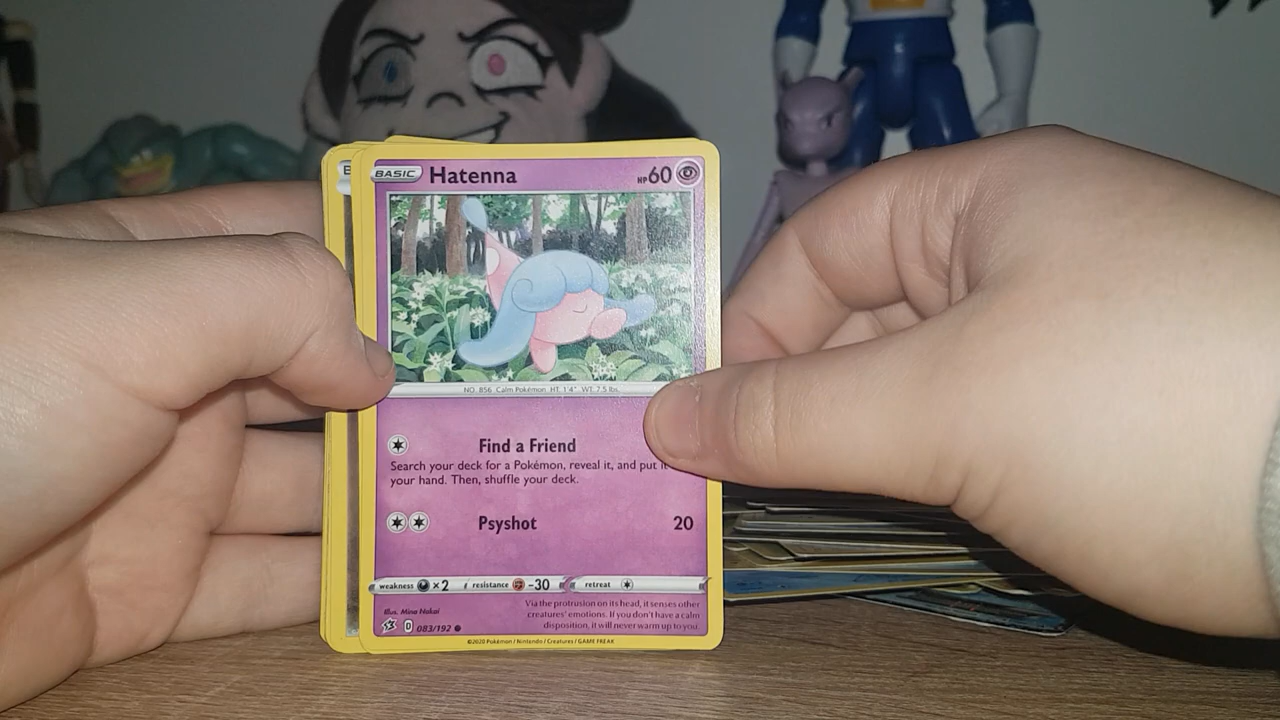 BASIC Hatenna HP60
NO. 856 Calm Pokémon HT. 1'4" WT. 7.5 lbs.
Find a Friend
Search your deck for a Pokémon, reveal it, and put it
your hand. Then, shuffle your deck.
Psyshot 20
weakness ×2 resistance -30 retreat
Illus. Mina Nakai
Via the protrusion on its head, it senses other
creatures' emotions. If you don't have a calm
disposition, it will never warm up to you.
D 083/192
©2020 Pokémon / Nintendo / Creatures / GAME FREAK